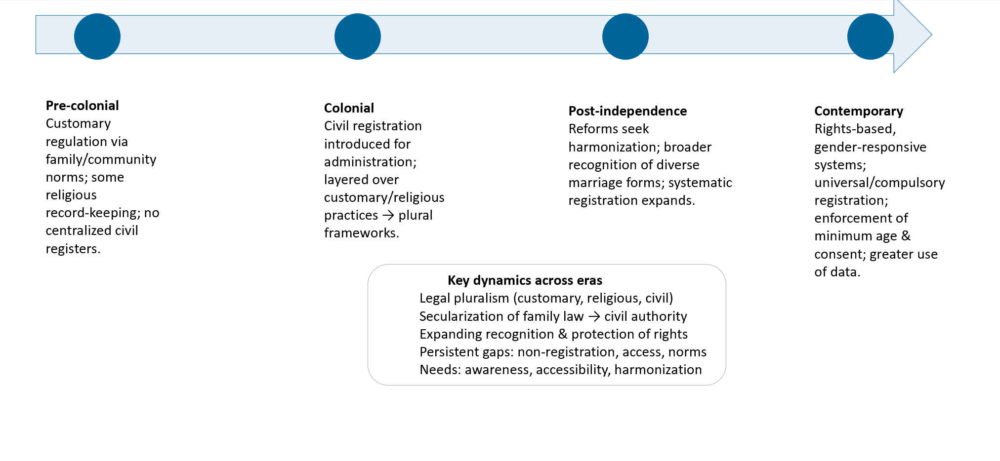 Pre-colonial
Customary
regulation via
family/community
norms; some
religious
record-keeping; no
centralized civil
registers.
Colonial
Civil registration
introduced for
administration;
layered over
customary/religious
practices → plural
frameworks.
Post-independence
Reforms seek
harmonization; broader
recognition of diverse
marriage forms; systematic
registration expands.
Contemporary
Rights-based,
gender-responsive
systems;
universal/compulsory
registration;
enforcement of
minimum age &
consent; greater use
of data.
Key dynamics across eras
Legal pluralism (customary, religious, civil)
Secularization of family law → civil authority
Expanding recognition & protection of rights
Persistent gaps: non-registration, access, norms
Needs: awareness, accessibility, harmonization